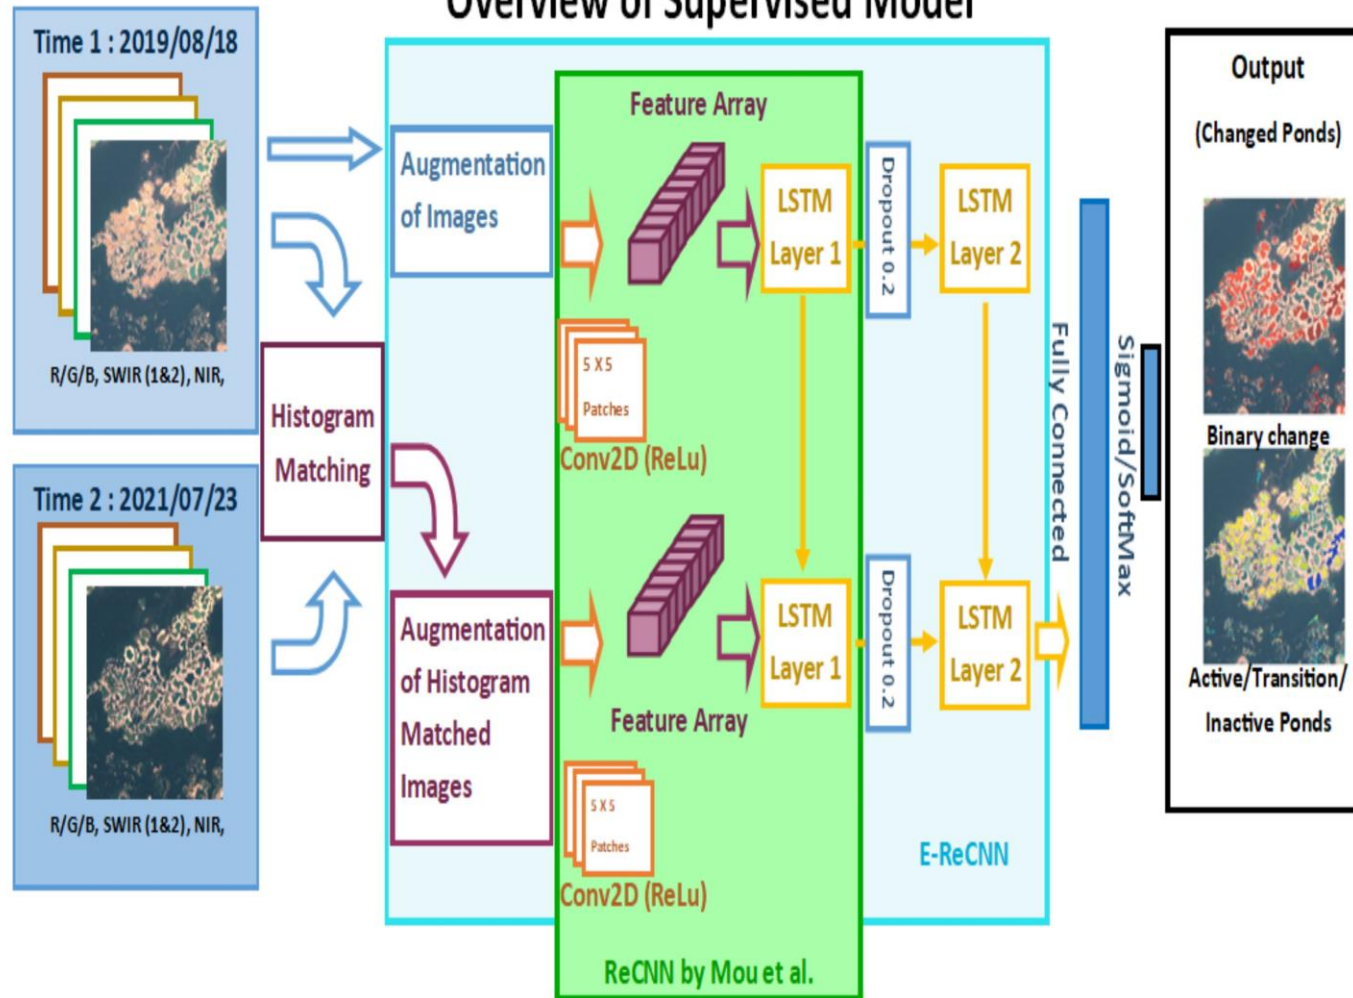 Overview of Supervised Model
Time 1 : 2019/08/18
R/G/B, SWIR (1&2), NIR,
Time 2 : 2021/07/23
R/G/B, SWIR (1&2), NIR,
Histogram
Matching
Augmentation
of Images
Augmentation
of Histogram
Matched
Images
Feature Array
5 X 5
Patches
Conv2D (ReLu)
LSTM
Layer 1
Dropout 0.2
LSTM
Layer 2
Feature Array
5 X 5
Patches
Conv2D (ReLu)
LSTM
Layer 1
Dropout 0.2
LSTM
Layer 2
ReCNN by Mou et al.
E-ReCNN
Fully Connected
Sigmoid/SoftMax
Output
(Changed Ponds)
Binary change
Active/Transition/
Inactive Ponds